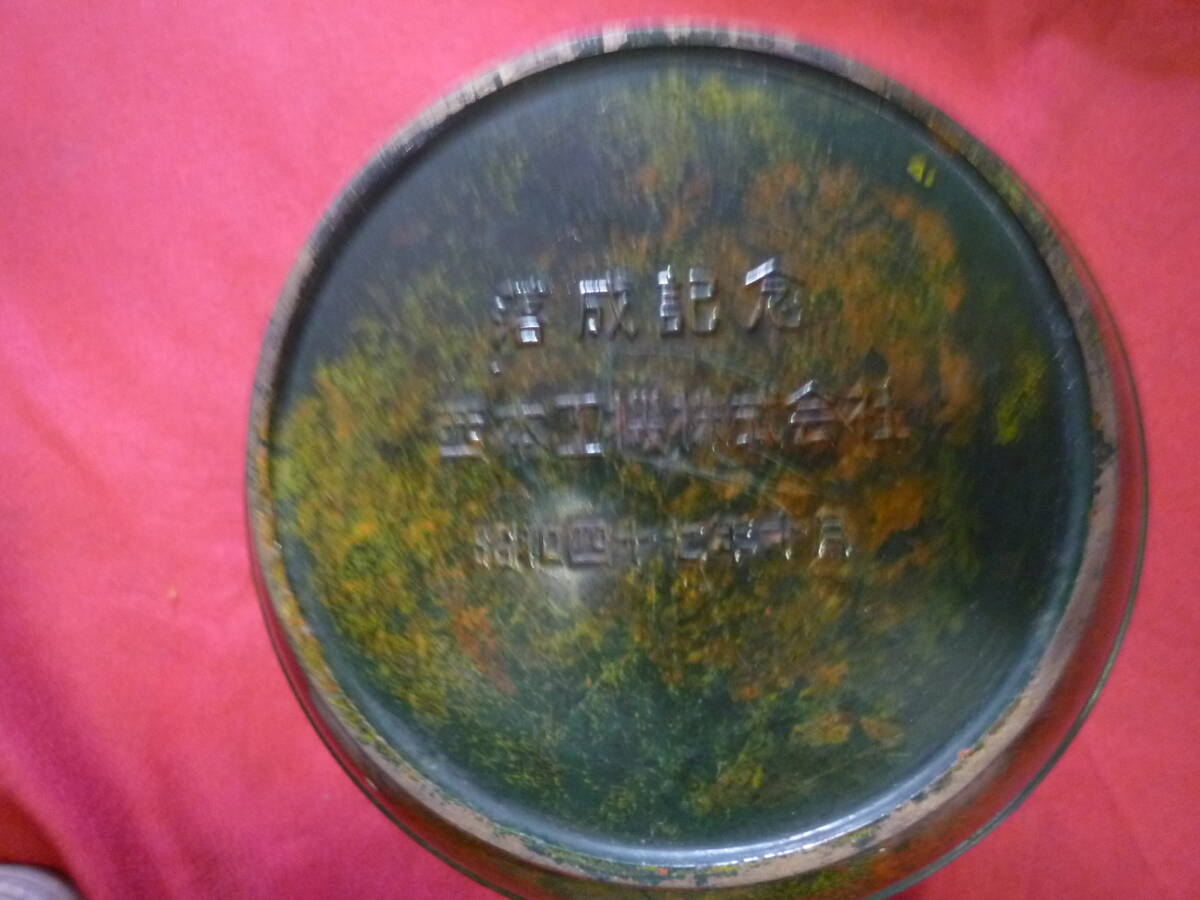 落成記念
工機株式会社
昭和四十七年十月